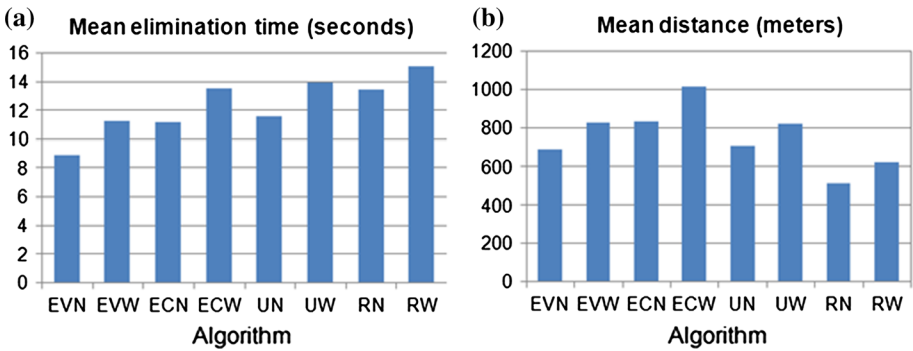 (a)
Mean elimination time (seconds)
16
14
12
10
8
6
4
2
0
EVN EVW ECN ECW UN UW RN RW
Algorithm
(b)
Mean distance (meters)
1200
1000
800
600
400
200
0
EVN EVW ECN ECW UN UW RN RW
Algorithm